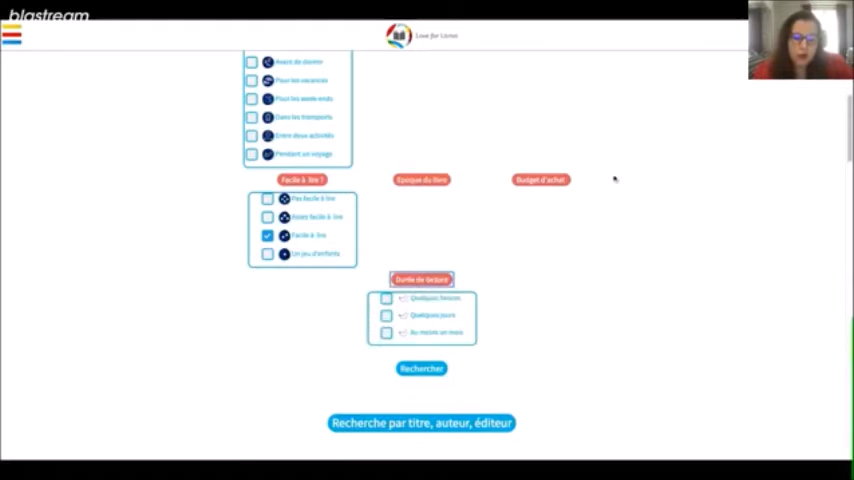 blastream
Love for Livres
Avant de dormir
Pour les vacances
Pour les week-ends
Dans les transports
Entre deux activités
Pendant un voyage
Facile à lire ?
Epoque du livre
Budget d'achat
Pas facile à lire
Assez facile à lire
Facile à lire
Un jeu d'enfants
Durée de lecture
Quelques heures
Quelques jours
Au moins un mois
Rechercher
Recherche par titre, auteur, éditeur